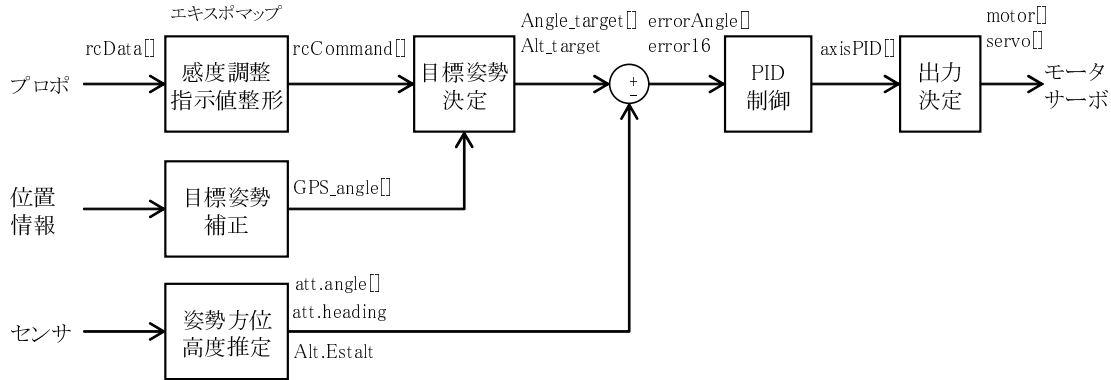 エキスポマップ
rcData[]
プロポ
感度調整
指示値整形
rcCommand[]
目標姿勢
決定
Angle_target[]
Alt_target
+
−
errorAngle[]
error16
PID
制御
axisPID[]
出力
決定
motor[]
servo[]
モータ
サーボ
位置
情報
目標姿勢
補正
GPS_angle[]
センサ
姿勢方位
高度推定
att.angle[]
att.heading
Alt.Estalt